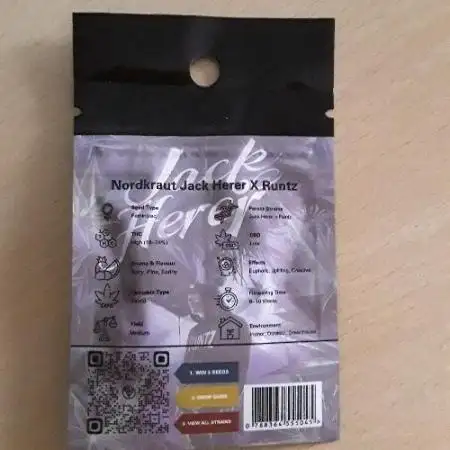 Jack
Herer
Nordkraut Jack Herer X Runtz
Seed Type
Feminised
Parent Strains
Jack Herer x Runtz
THC
High (18-24%)
CBD
Low
Aroma & Flavour
Spicy, Pine, Earthy
Effects
Euphoric, Uplifting, Creative
Cannabis Type
Hybrid
Flowering Time
8-10 Weeks
Yield
Medium
Environment
Indoor, Outdoor, Greenhouse
1. WIN 5 SEEDS
2. GROW GUIDE
3. VIEW ALL STRAINS